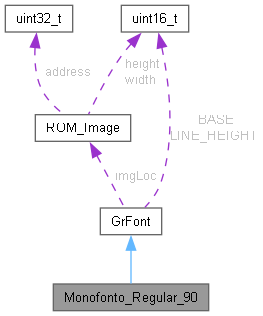 uint32_t
uint16_t
height
width
address
ROM_Image
BASE
LINE_HEIGHT
imgLoc
GrFont
Monofonto_Regular_90